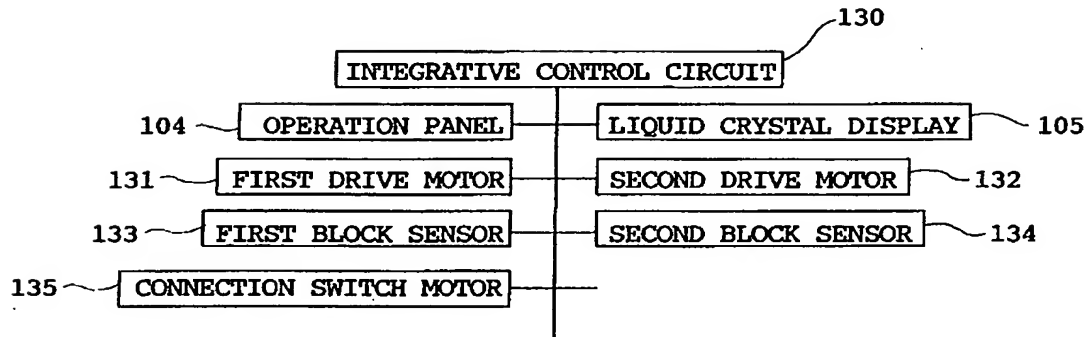 130
INTEGRATIVE CONTROL CIRCUIT
104 OPERATION PANEL LIQUID CRYSTAL DISPLAY 105
131 FIRST DRIVE MOTOR SECOND DRIVE MOTOR 132
133 FIRST BLOCK SENSOR SECOND BLOCK SENSOR 134
135 CONNECTION SWITCH MOTOR